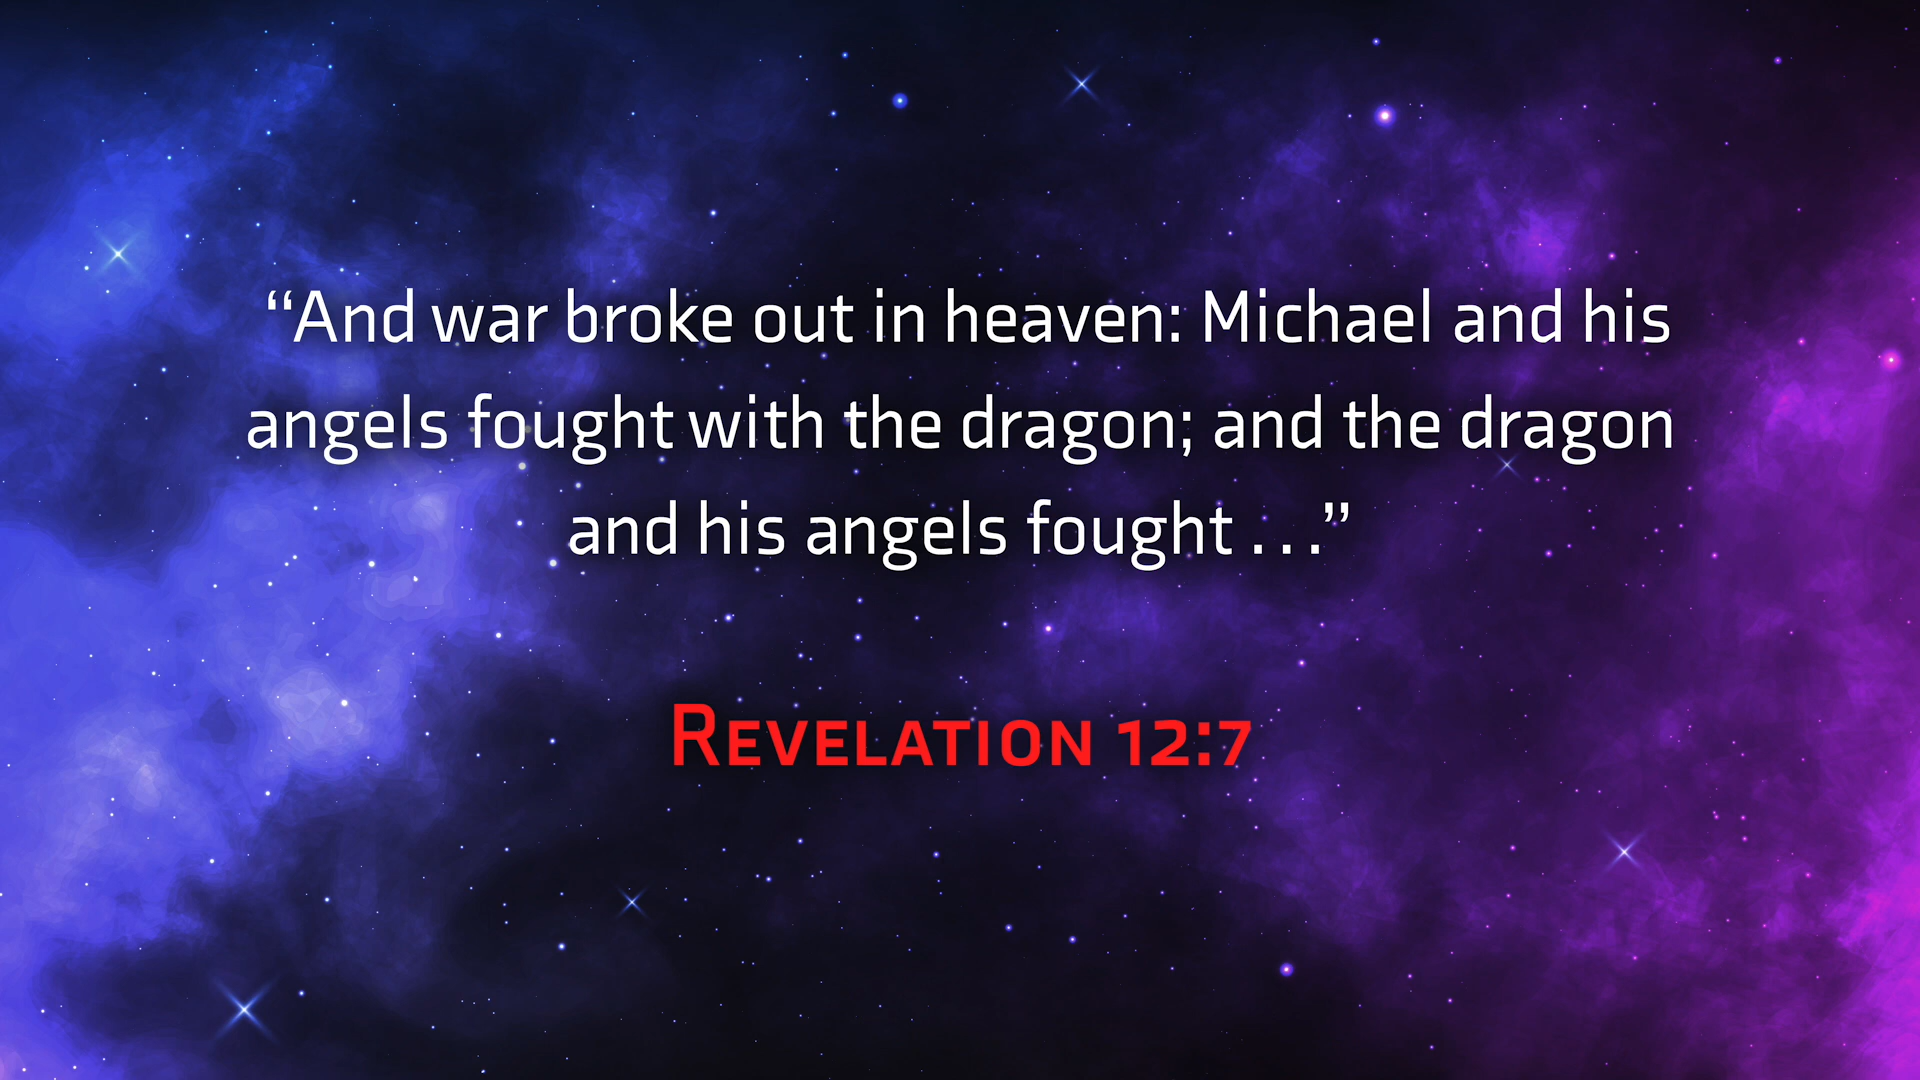 “And war broke out in heaven: Michael and his
angels fought with the dragon; and the dragon
and his angels fought . . .”
Revelation 12:7